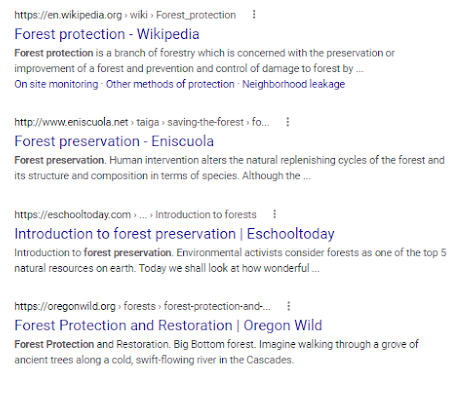 https://en.wikipedia.org › wiki › Forest_protection
Forest protection - Wikipedia
Forest protection is a branch of forestry which is concerned with the preservation or
improvement of a forest and prevention and control of damage to forest by ...
On site monitoring · Other methods of protection · Neighborhood leakage
http://www.eniscuola.net › taiga › saving-the-forest › fo...
Forest preservation - Eniscuola
Forest preservation. Human intervention alters the natural replenishing cycles of the forest and
its structure and composition in terms of species. Although the ...
https://eschooltoday.com › ... › Introduction to forests
Introduction to forest preservation | Eschooltoday
Introduction to forest preservation. Environmental activists consider forests as one of the top 5
natural resources on earth. Today we shall look at how wonderful ...
https://oregonwild.org › forests › forest-protection-and-...
Forest Protection and Restoration | Oregon Wild
Forest Protection and Restoration. Big Bottom forest. Imagine walking through a grove of
ancient trees along a cold, swift-flowing river in the Cascades.